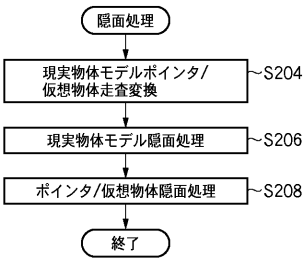 隠面処理
現実物体モデルポインタ/
仮想物体走査変換
S204
現実物体モデル隠面処理
S206
ポインタ/仮想物体隠面処理
S208
終了